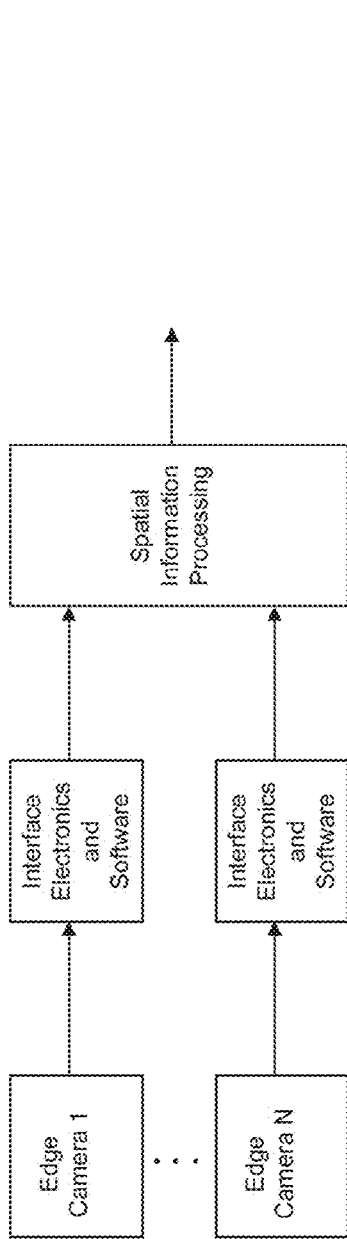 Edge
Camera 1
Interface
Electronics
and
Software
Spatial
Information
Processing
. . .
Edge
Camera N
Interface
Electronics
and
Software